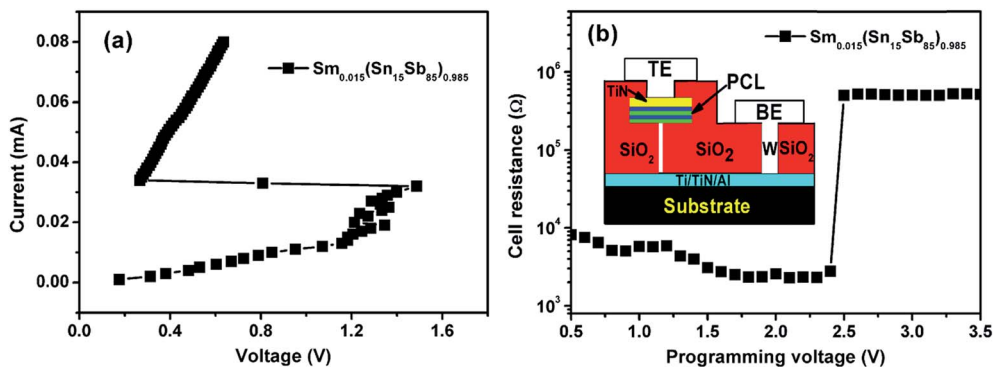 (a)
Sm0.015(Sn15Sb85)0.985
0.08
0.06
0.04
0.02
0.00
Current (mA)
0.0 0.4 0.8 1.2 1.6
Voltage (V)
(b)
Sm0.015(Sn15Sb85)0.985
10^6
10^5
10^4
10^3
Cell resistance (Ω)
TE
TiN
PCL
BE
SiO2 SiO2 W SiO2
Ti/TiN/Al
Substrate
0.5 1.0 1.5 2.0 2.5 3.0 3.5
Programming voltage (V)